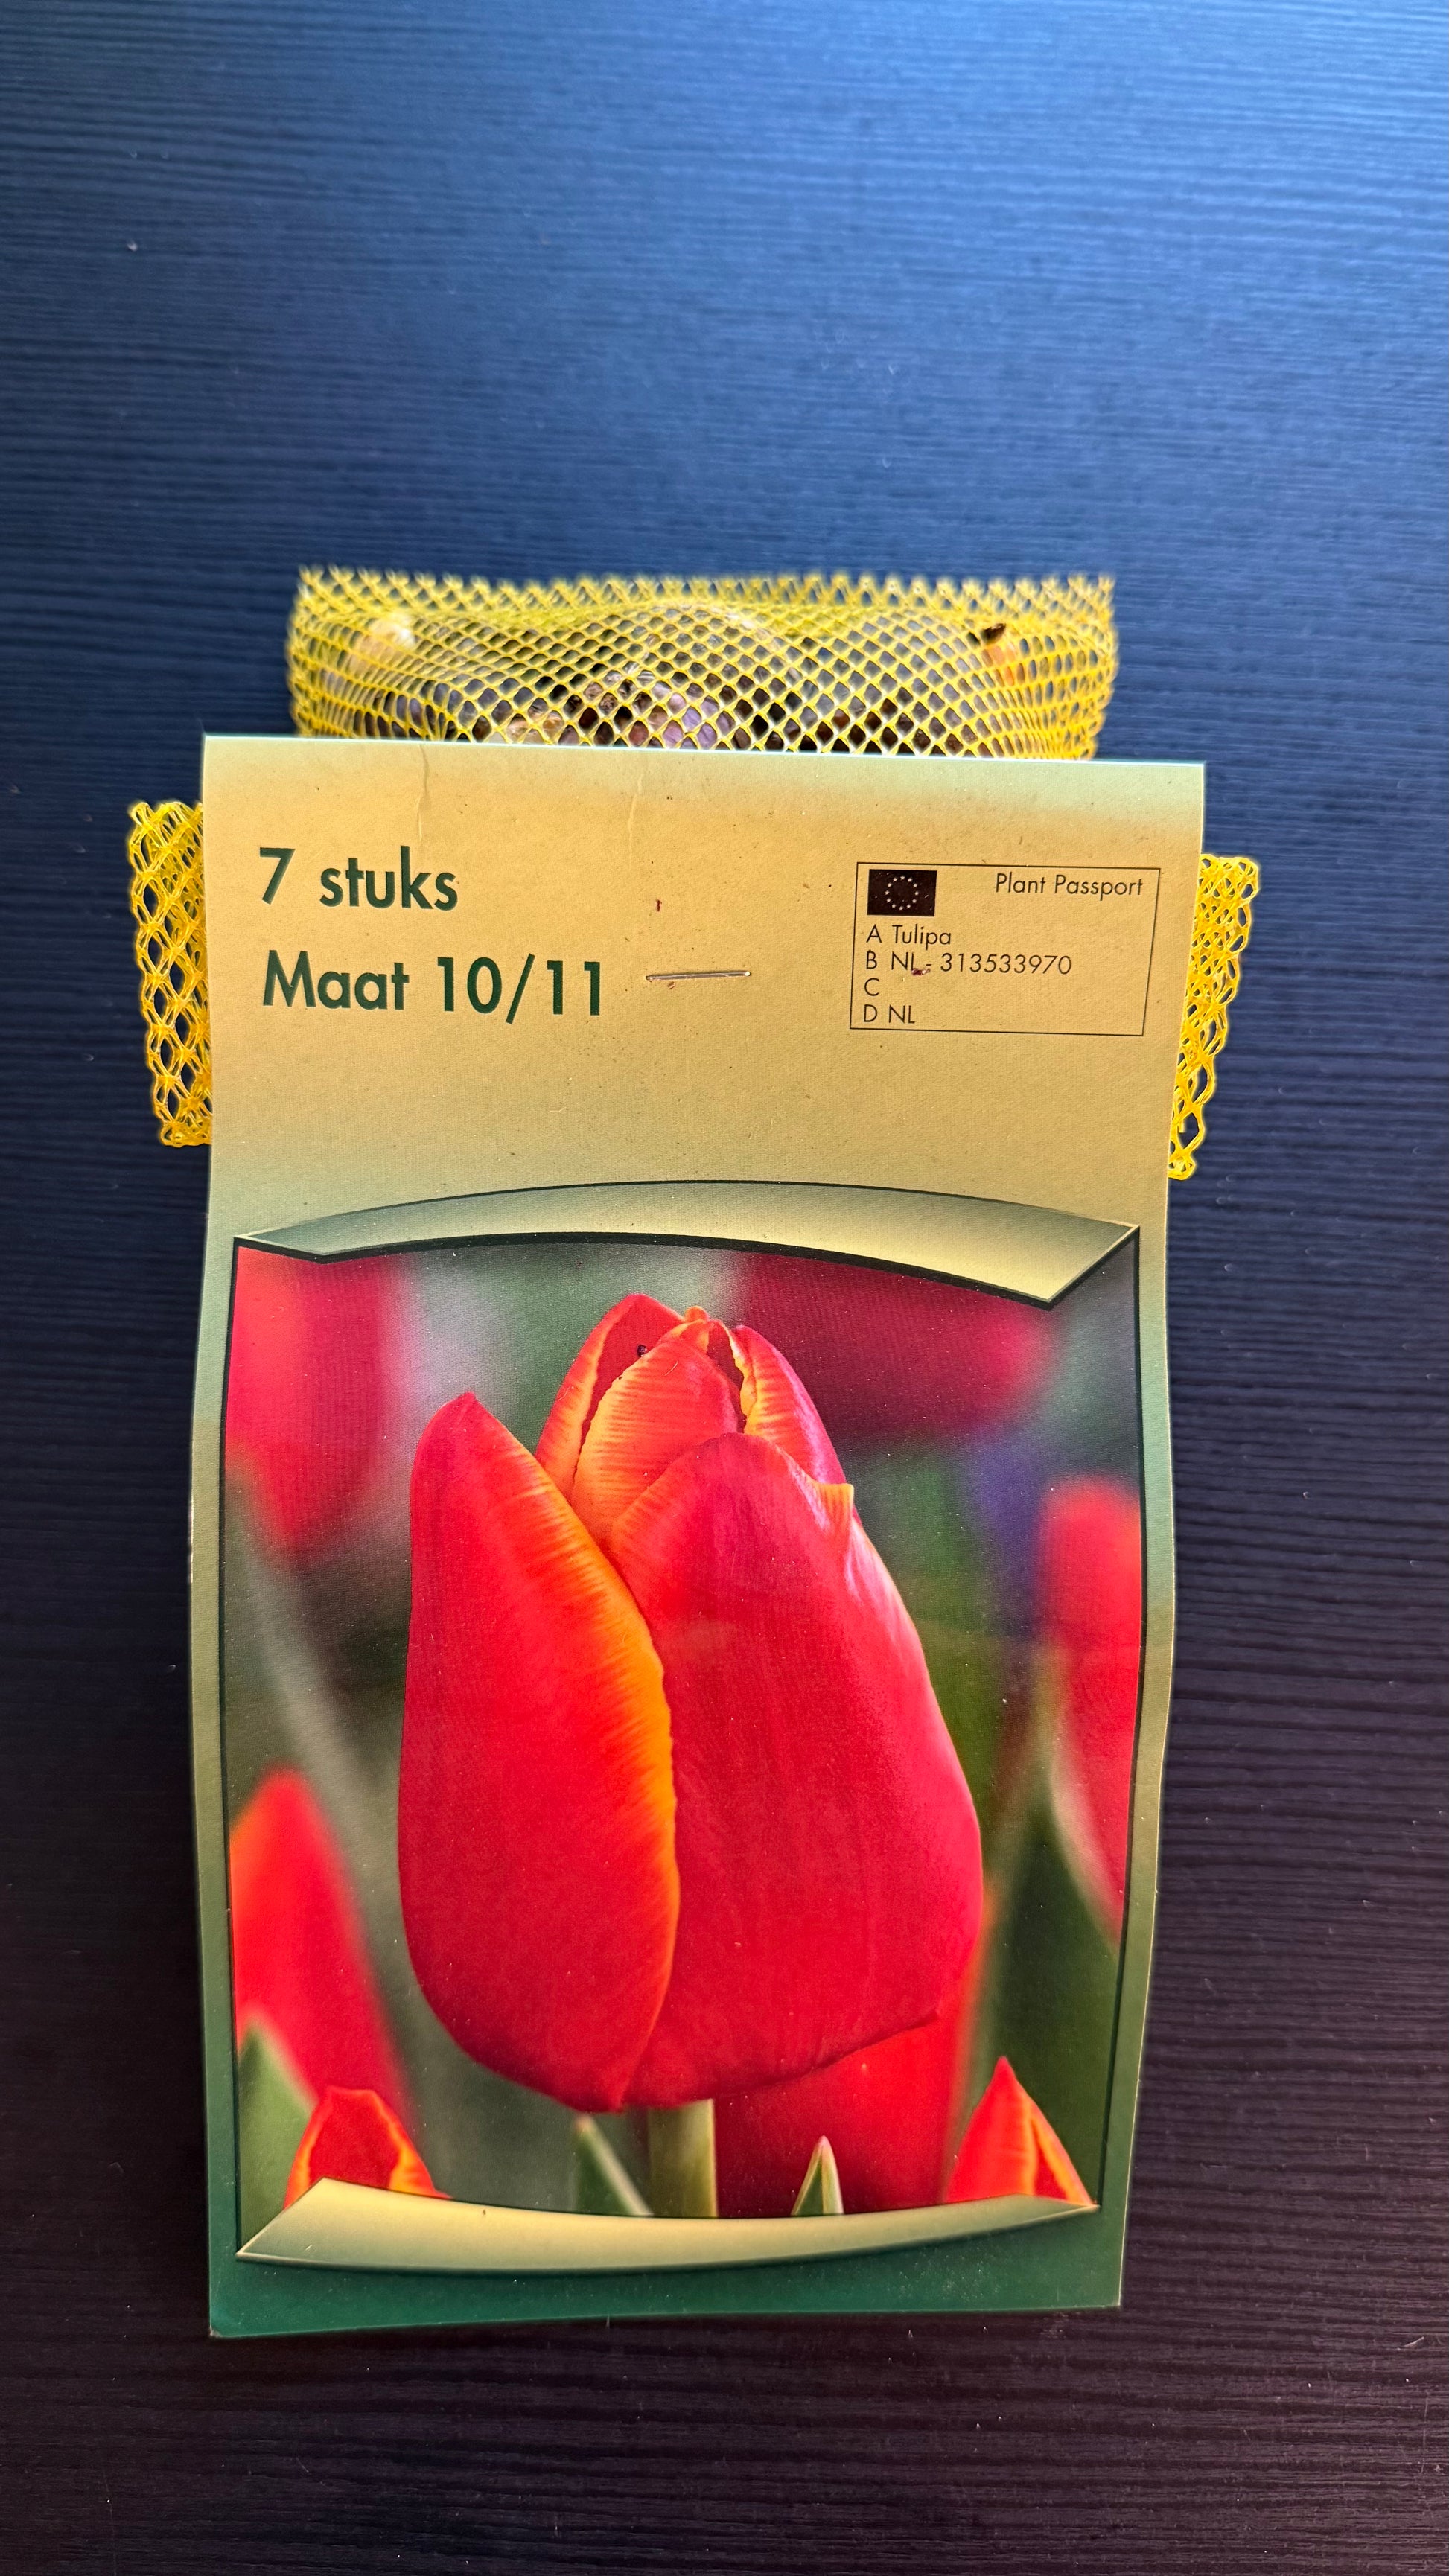 7 stuks
Maat 10/11
Plant Passport
A Tulipa
B NL - 313533970
C
D NL